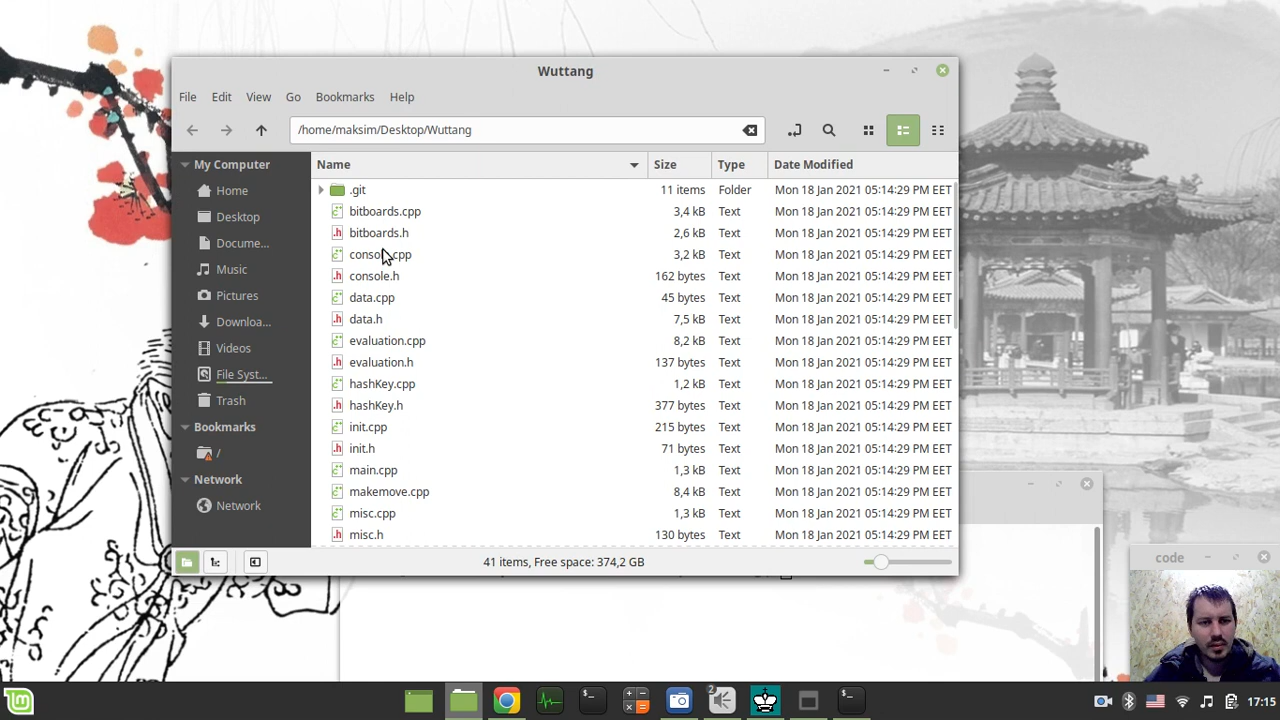 Wuttang
File Edit View Go Bookmarks Help
/home/maksim/Desktop/Wuttang
My Computer
Home
Desktop
Docume...
Music
Pictures
Downloa...
Videos
File Syst...
Trash
Bookmarks
/
Network
Network
Name Size Type Date Modified
.git 11 items Folder Mon 18 Jan 2021 05:14:29 PM EET
bitboards.cpp 3,4 kB Text Mon 18 Jan 2021 05:14:29 PM EET
bitboards.h 2,6 kB Text Mon 18 Jan 2021 05:14:29 PM EET
console.cpp 3,2 kB Text Mon 18 Jan 2021 05:14:29 PM EET
console.h 162 bytes Text Mon 18 Jan 2021 05:14:29 PM EET
data.cpp 45 bytes Text Mon 18 Jan 2021 05:14:29 PM EET
data.h 7,5 kB Text Mon 18 Jan 2021 05:14:29 PM EET
evaluation.cpp 8,2 kB Text Mon 18 Jan 2021 05:14:29 PM EET
evaluation.h 137 bytes Text Mon 18 Jan 2021 05:14:29 PM EET
hashKey.cpp 1,2 kB Text Mon 18 Jan 2021 05:14:29 PM EET
hashKey.h 377 bytes Text Mon 18 Jan 2021 05:14:29 PM EET
init.cpp 215 bytes Text Mon 18 Jan 2021 05:14:29 PM EET
init.h 71 bytes Text Mon 18 Jan 2021 05:14:29 PM EET
main.cpp 1,3 kB Text Mon 18 Jan 2021 05:14:29 PM EET
makemove.cpp 8,4 kB Text Mon 18 Jan 2021 05:14:29 PM EET
misc.cpp 1,3 kB Text Mon 18 Jan 2021 05:14:29 PM EET
misc.h 130 bytes Text Mon 18 Jan 2021 05:14:29 PM EET
41 items, Free space: 374,2 GB
code
2
17:15